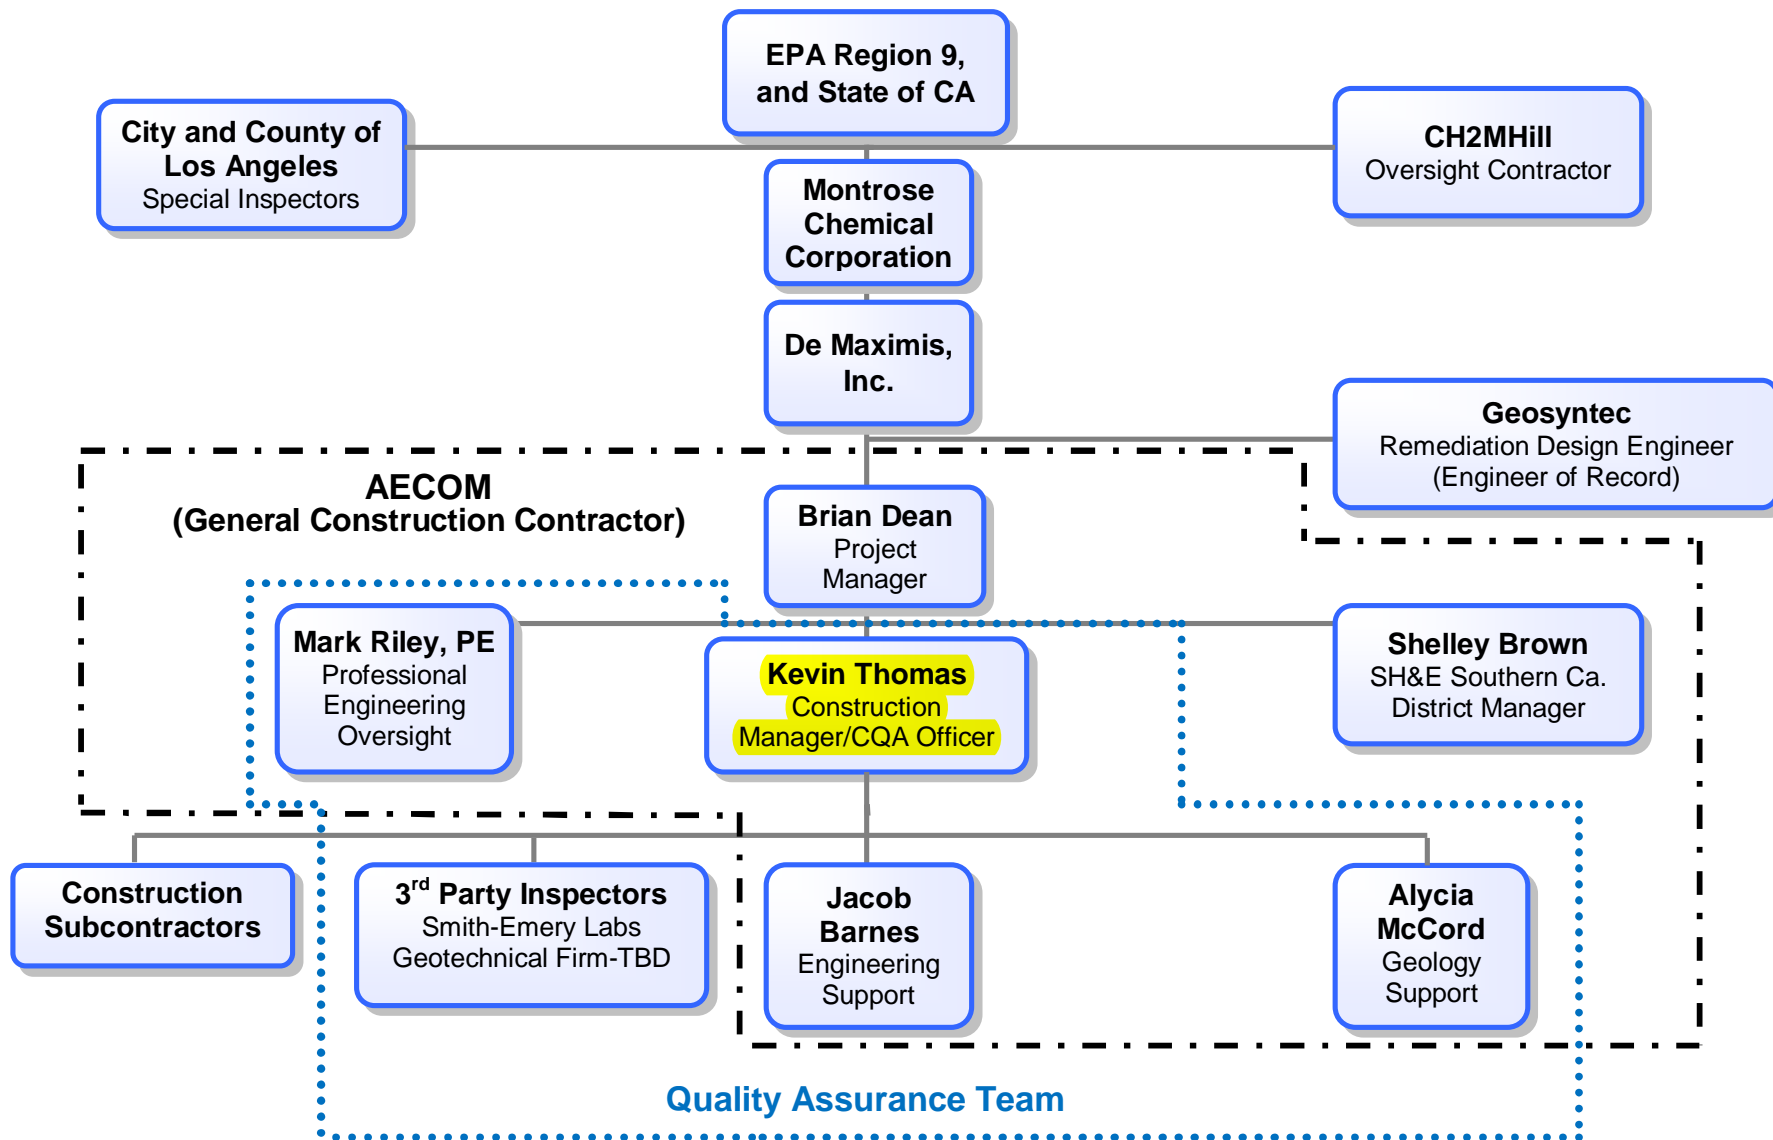 EPA Region 9,
and State of CA
City and County of
Los Angeles
Special Inspectors
CH2MHill
Oversight Contractor
Montrose
Chemical
Corporation
De Maximis,
Inc.
Geosyntec
Remediation Design Engineer
(Engineer of Record)
AECOM
(General Construction Contractor)
Brian Dean
Project
Manager
Mark Riley, PE
Professional
Engineering
Oversight
Kevin Thomas
Construction
Manager/CQA Officer
Shelley Brown
SH&E Southern Ca.
District Manager
Construction
Subcontractors
3rd Party Inspectors
Smith-Emery Labs
Geotechnical Firm-TBD
Jacob
Barnes
Engineering
Support
Alycia
McCord
Geology
Support
Quality Assurance Team